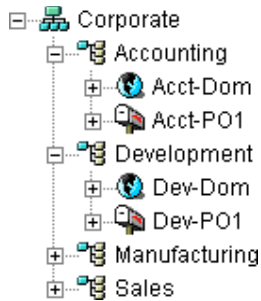 Corporate
Accounting
Acct-Dom
Acct-PO1
Development
Dev-Dom
Dev-PO1
Manufacturing
Sales